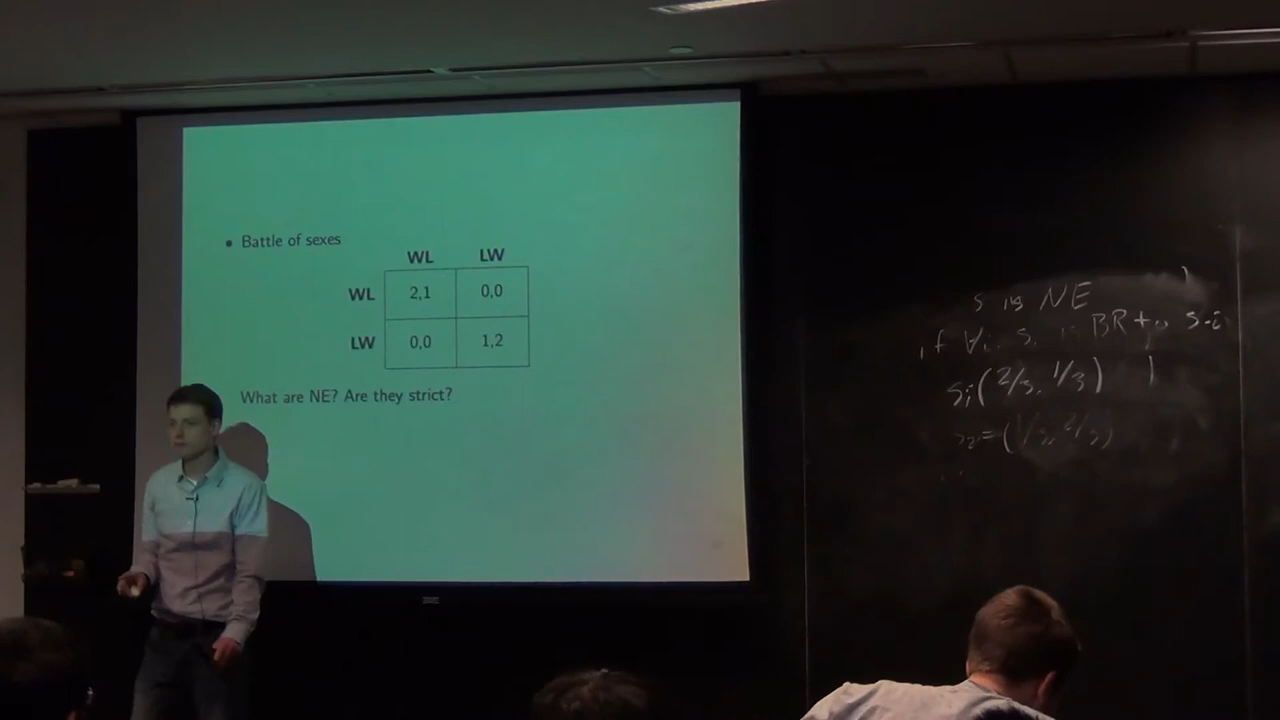 • Battle of sexes
WL LW
WL 2,1 0,0
LW 0,0 1,2
What are NE? Are they strict?
s is NE
if ∀i. sᵢ is BR to s-i
sᵢ(2/3, 1/3)
s₂=(1/3, 2/3)